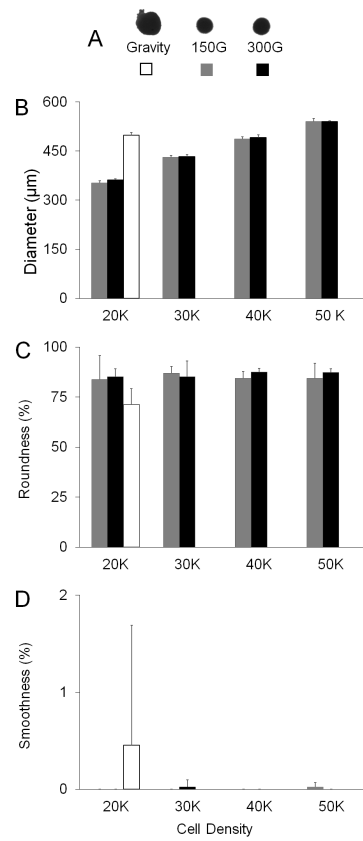 A
Gravity 150G 300G
B
Diameter (µm)
600
450
300
150
0
20K 30K 40K 50 K
C
Roundness (%)
100
75
50
25
0
20K 30K 40K 50K
D
Smoothness (%)
2
1
0
20K 30K 40K 50K
Cell Density